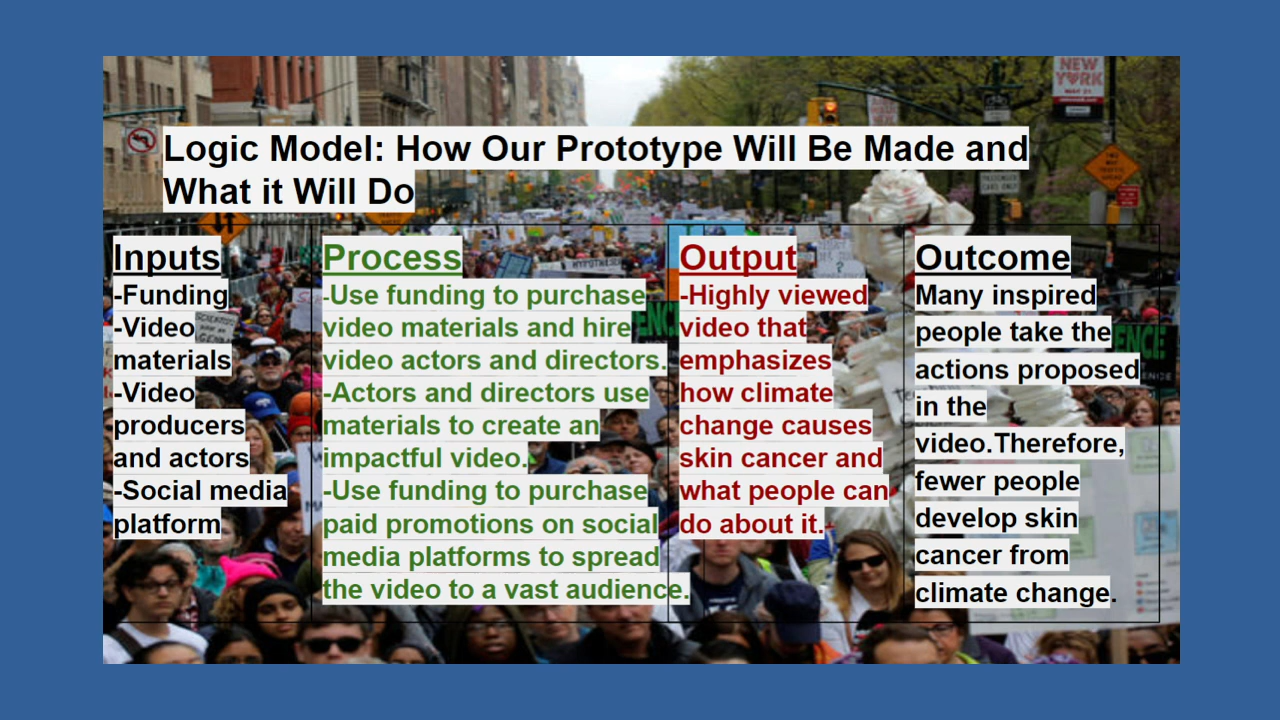 NEW
YORK
Logic Model: How Our Prototype Will Be Made and
What it Will Do
Inputs
-Funding
-Video
materials
-Video
producers
and actors
-Social media
platform
Process
-Use funding to purchase
video materials and hire
video actors and directors.
-Actors and directors use
materials to create an
impactful video.
-Use funding to purchase
paid promotions on social
media platforms to spread
the video to a vast audience.
Output
-Highly viewed
video that
emphasizes
how climate
change causes
skin cancer and
what people can
do about it.
Outcome
Many inspired
people take the
actions proposed
in the
video.Therefore,
fewer people
develop skin
cancer from
climate change.